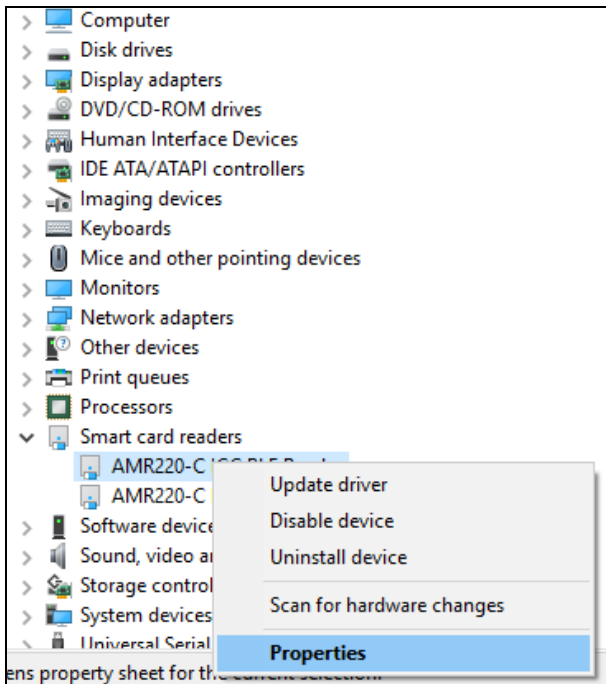 Computer
Disk drives
Display adapters
DVD/CD-ROM drives
Human Interface Devices
IDE ATA/ATAPI controllers
Imaging devices
Keyboards
Mice and other pointing devices
Monitors
Network adapters
Other devices
Print queues
Processors
Smart card readers
AMR220-C
AMR220-C
Update driver
Software device
Disable device
Sound, video
Uninstall device
Storage control
Scan for hardware changes
System devices
Universal Serial
Properties
ens property sheet for the current selection.